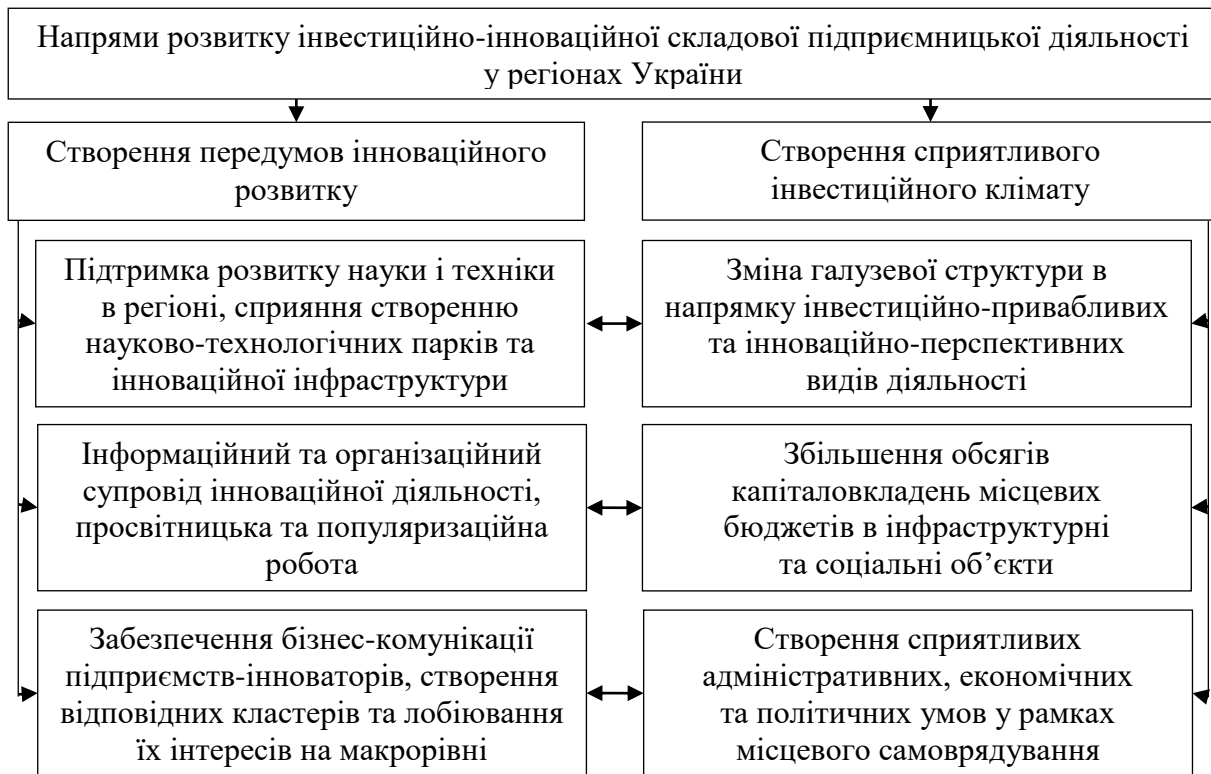 Напрями розвитку інвестиційно-інноваційної складової підприємницької діяльності
у регіонах України
Створення передумов інноваційного
розвитку
Створення сприятливого
інвестиційного клімату
Підтримка розвитку науки і техніки
в регіоні, сприяння створенню
науково-технологічних парків та
інноваційної інфраструктури
Зміна галузевої структури в
напрямку інвестиційно-привабливих
та інноваційно-перспективних
видів діяльності
Інформаційний та організаційний
супровід інноваційної діяльності,
просвітницька та популяризаційна
робота
Збільшення обсягів
капіталовкладень місцевих
бюджетів в інфраструктурні
та соціальні об’єкти
Забезпечення бізнес-комунікації
підприємств-інноваторів, створення
відповідних кластерів та лобіювання
їх інтересів на макрорівні
Створення сприятливих
адміністративних, економічних
та політичних умов у рамках
місцевого самоврядування